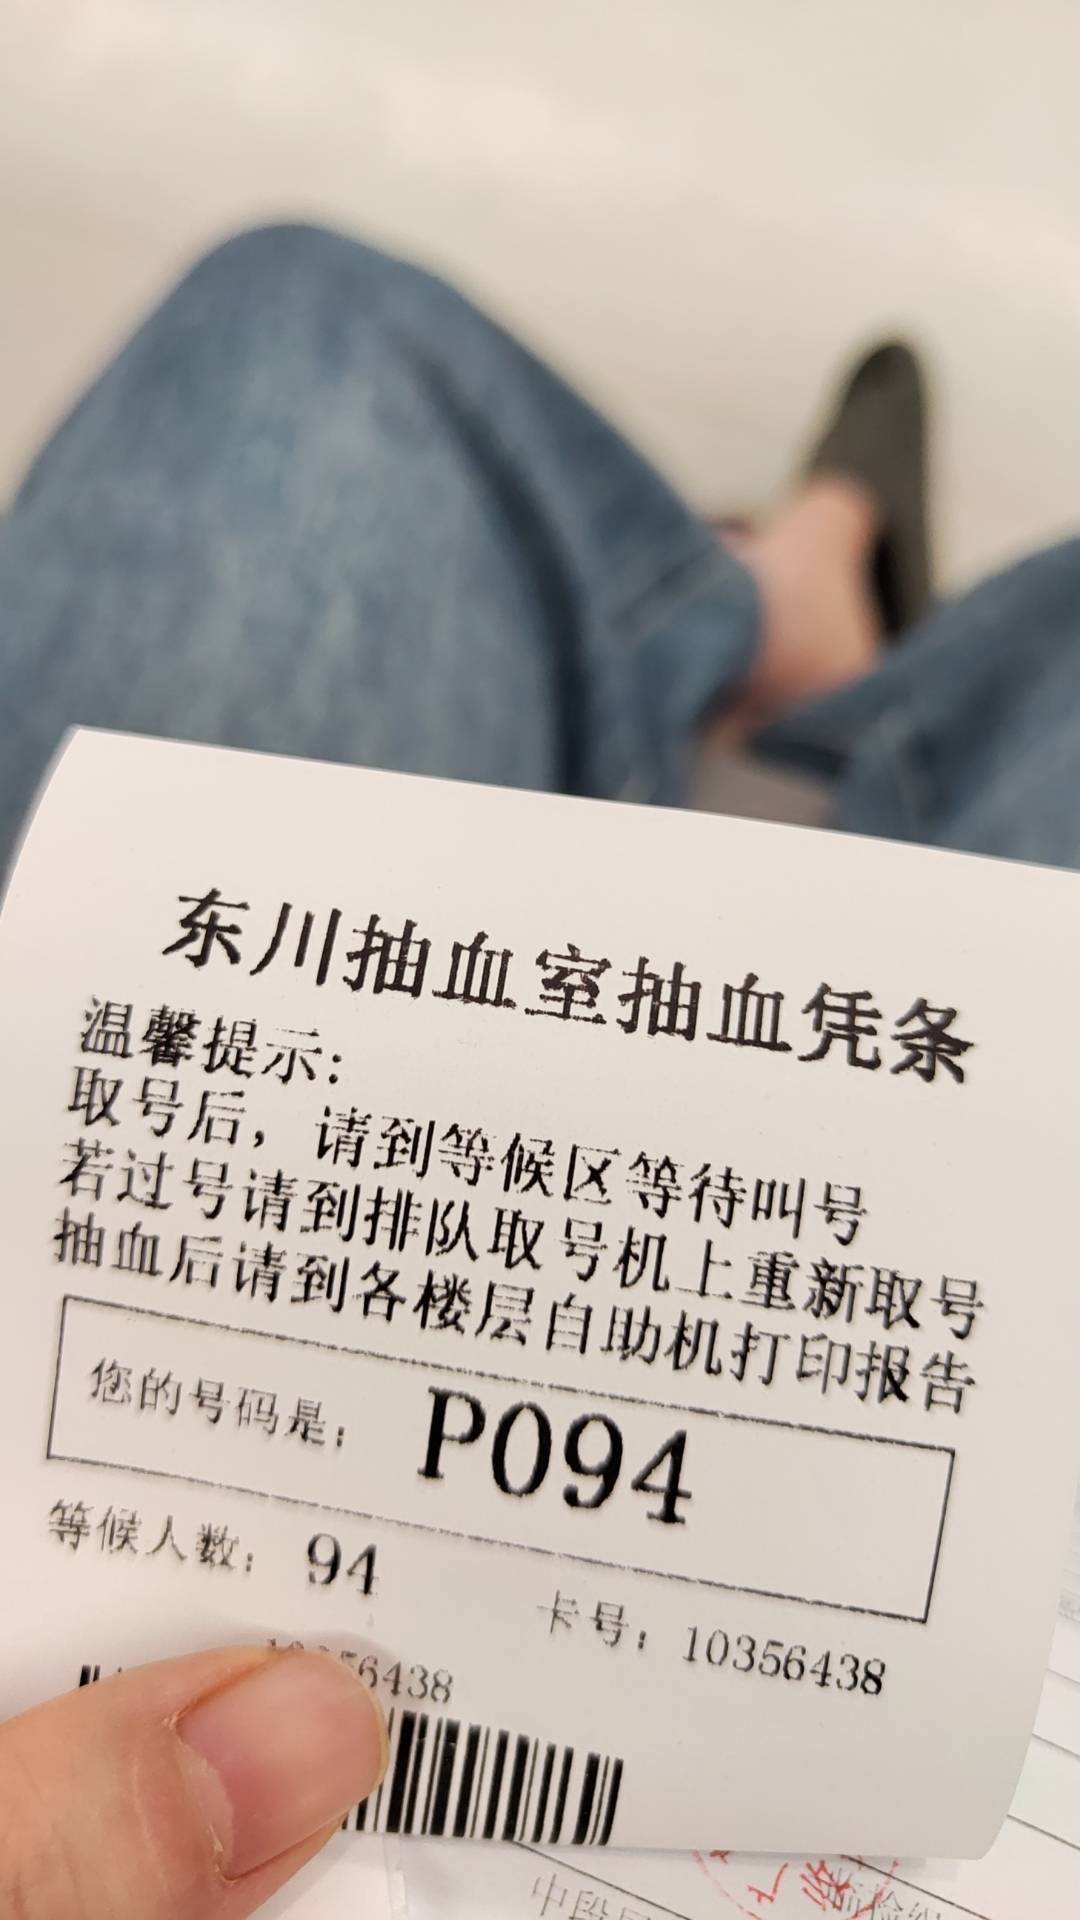 东川抽血室抽血凭条
温馨提示：
取号后，请到等候区等待叫号
若过号请到排队取号机上重新取号
抽血后请到各楼层自助机打印报告
您的号码是： P094
等候人数： 94
卡号：10356438
6438
中段